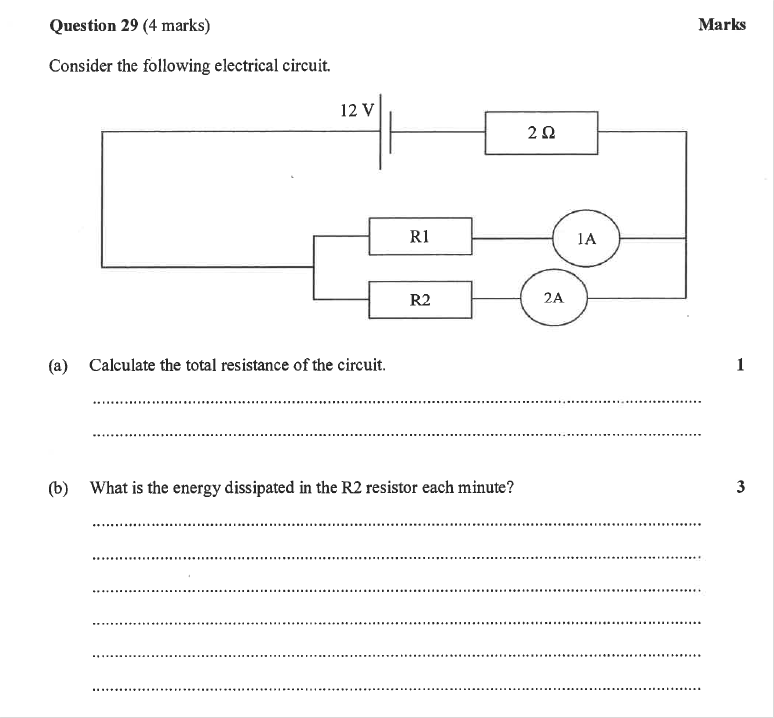 Question 29 (4 marks) Marks
Consider the following electrical circuit.
12 V
2 Ω
R1
1A
R2
2A
(a) Calculate the total resistance of the circuit. 1
(b) What is the energy dissipated in the R2 resistor each minute? 3